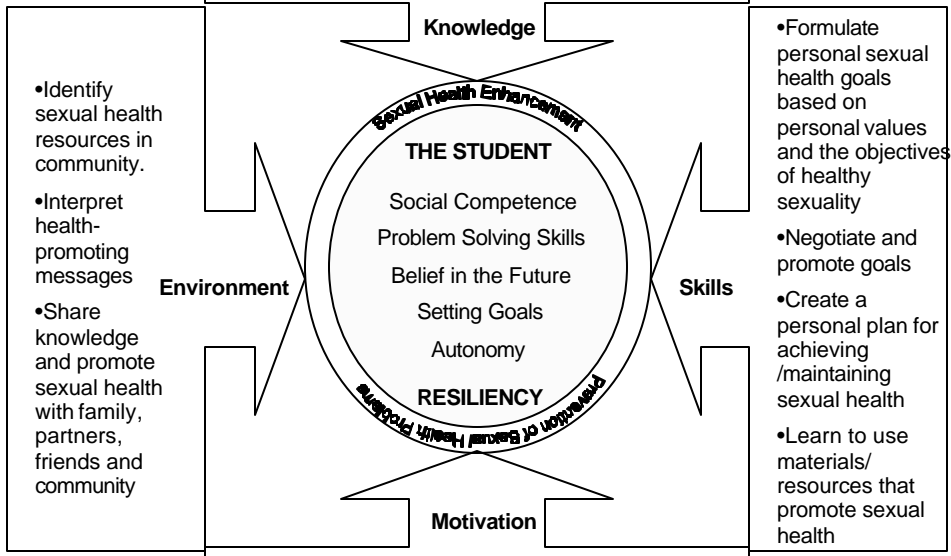 Knowledge
•Identify
sexual health
resources in
community.
•Interpret
health-
promoting
messages
•Share
knowledge
and promote
sexual health
with family,
partners,
friends and
community
Environment
Sexual Health Enhancement
THE STUDENT
Social Competence
Problem Solving Skills
Belief in the Future
Setting Goals
Autonomy
RESILIENCY
Prevention of Sexual Health Problems
Skills
•Formulate
personal sexual
health goals
based on
personal values
and the objectives
of healthy
sexuality
•Negotiate and
promote goals
•Create a
personal plan for
achieving
/maintaining
sexual health
•Learn to use
materials/
resources that
promote sexual
health
Motivation